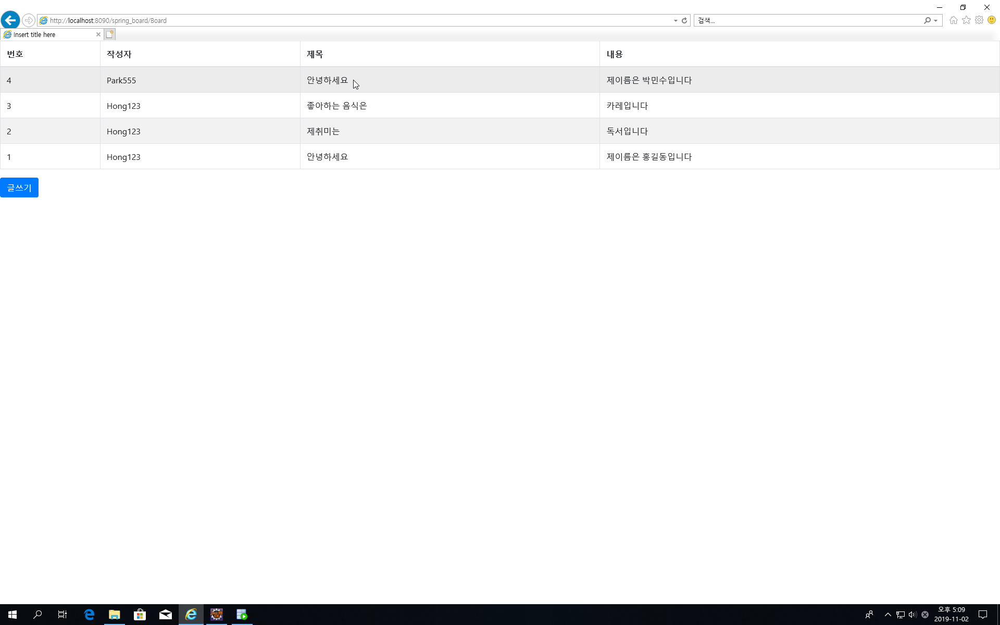 http://localhost:8090/spring_board/Board
검색...
Insert title here
번호 작성자 제목 내용
4 Park555 안녕하세요 제이름은 박민수입니다
3 Hong123 좋아하는 음식은 카레입니다
2 Hong123 제취미는 독서입니다
1 Hong123 안녕하세요 제이름은 홍길동입니다
글쓰기
오후 5:09
2019-11-02